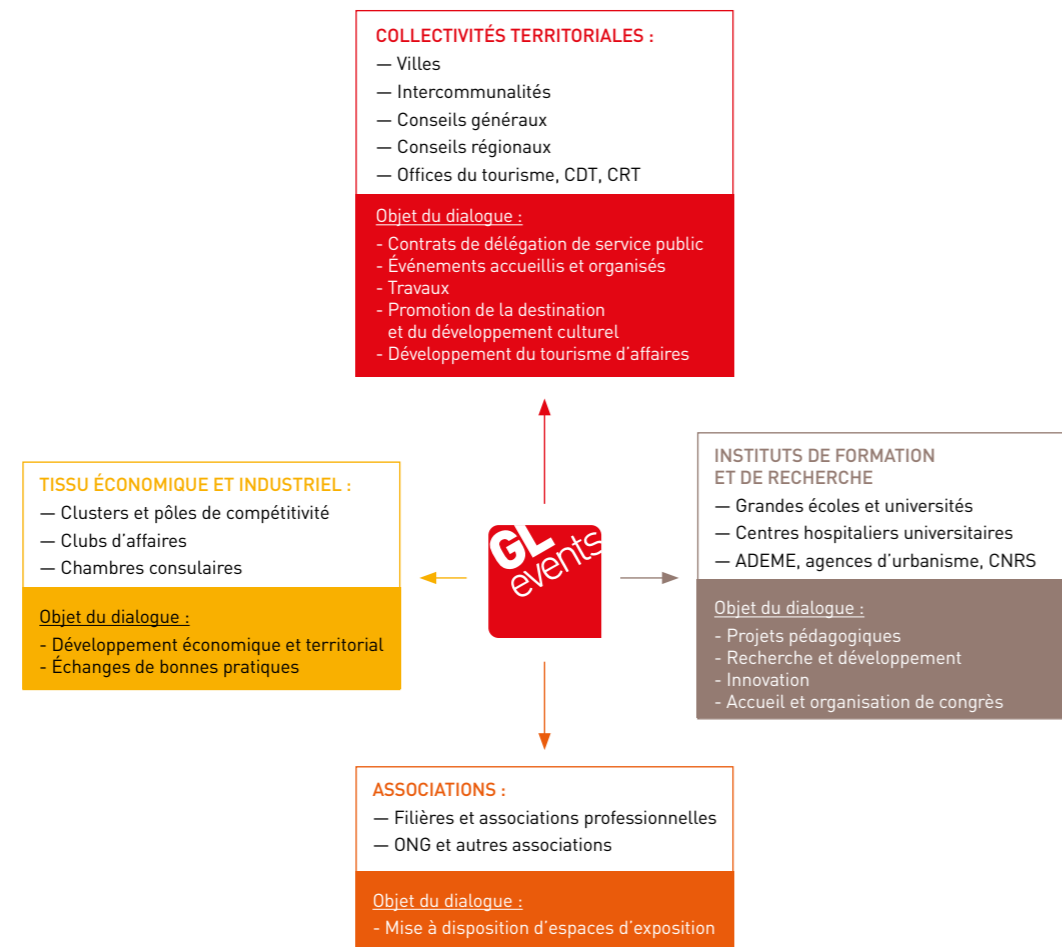 COLLECTIVITÉS TERRITORIALES :
— Villes
— Intercommunalités
— Conseils généraux
— Conseils régionaux
— Offices du tourisme, CDT, CRT
Objet du dialogue :
- Contrats de délégation de service public
- Événements accueillis et organisés
- Travaux
- Promotion de la destination
et du développement culturel
- Développement du tourisme d'affaires
TISSU ÉCONOMIQUE ET INDUSTRIEL :
— Clusters et pôles de compétitivité
— Clubs d'affaires
— Chambres consulaires
Objet du dialogue :
- Développement économique et territorial
- Échanges de bonnes pratiques
GL
events
INSTITUTS DE FORMATION
ET DE RECHERCHE
— Grandes écoles et universités
— Centres hospitaliers universitaires
— ADEME, agences d'urbanisme, CNRS
Objet du dialogue :
- Projets pédagogiques
- Recherche et développement
- Innovation
- Accueil et organisation de congrès
ASSOCIATIONS :
— Filières et associations professionnelles
— ONG et autres associations
Objet du dialogue :
- Mise à disposition d'espaces d'exposition